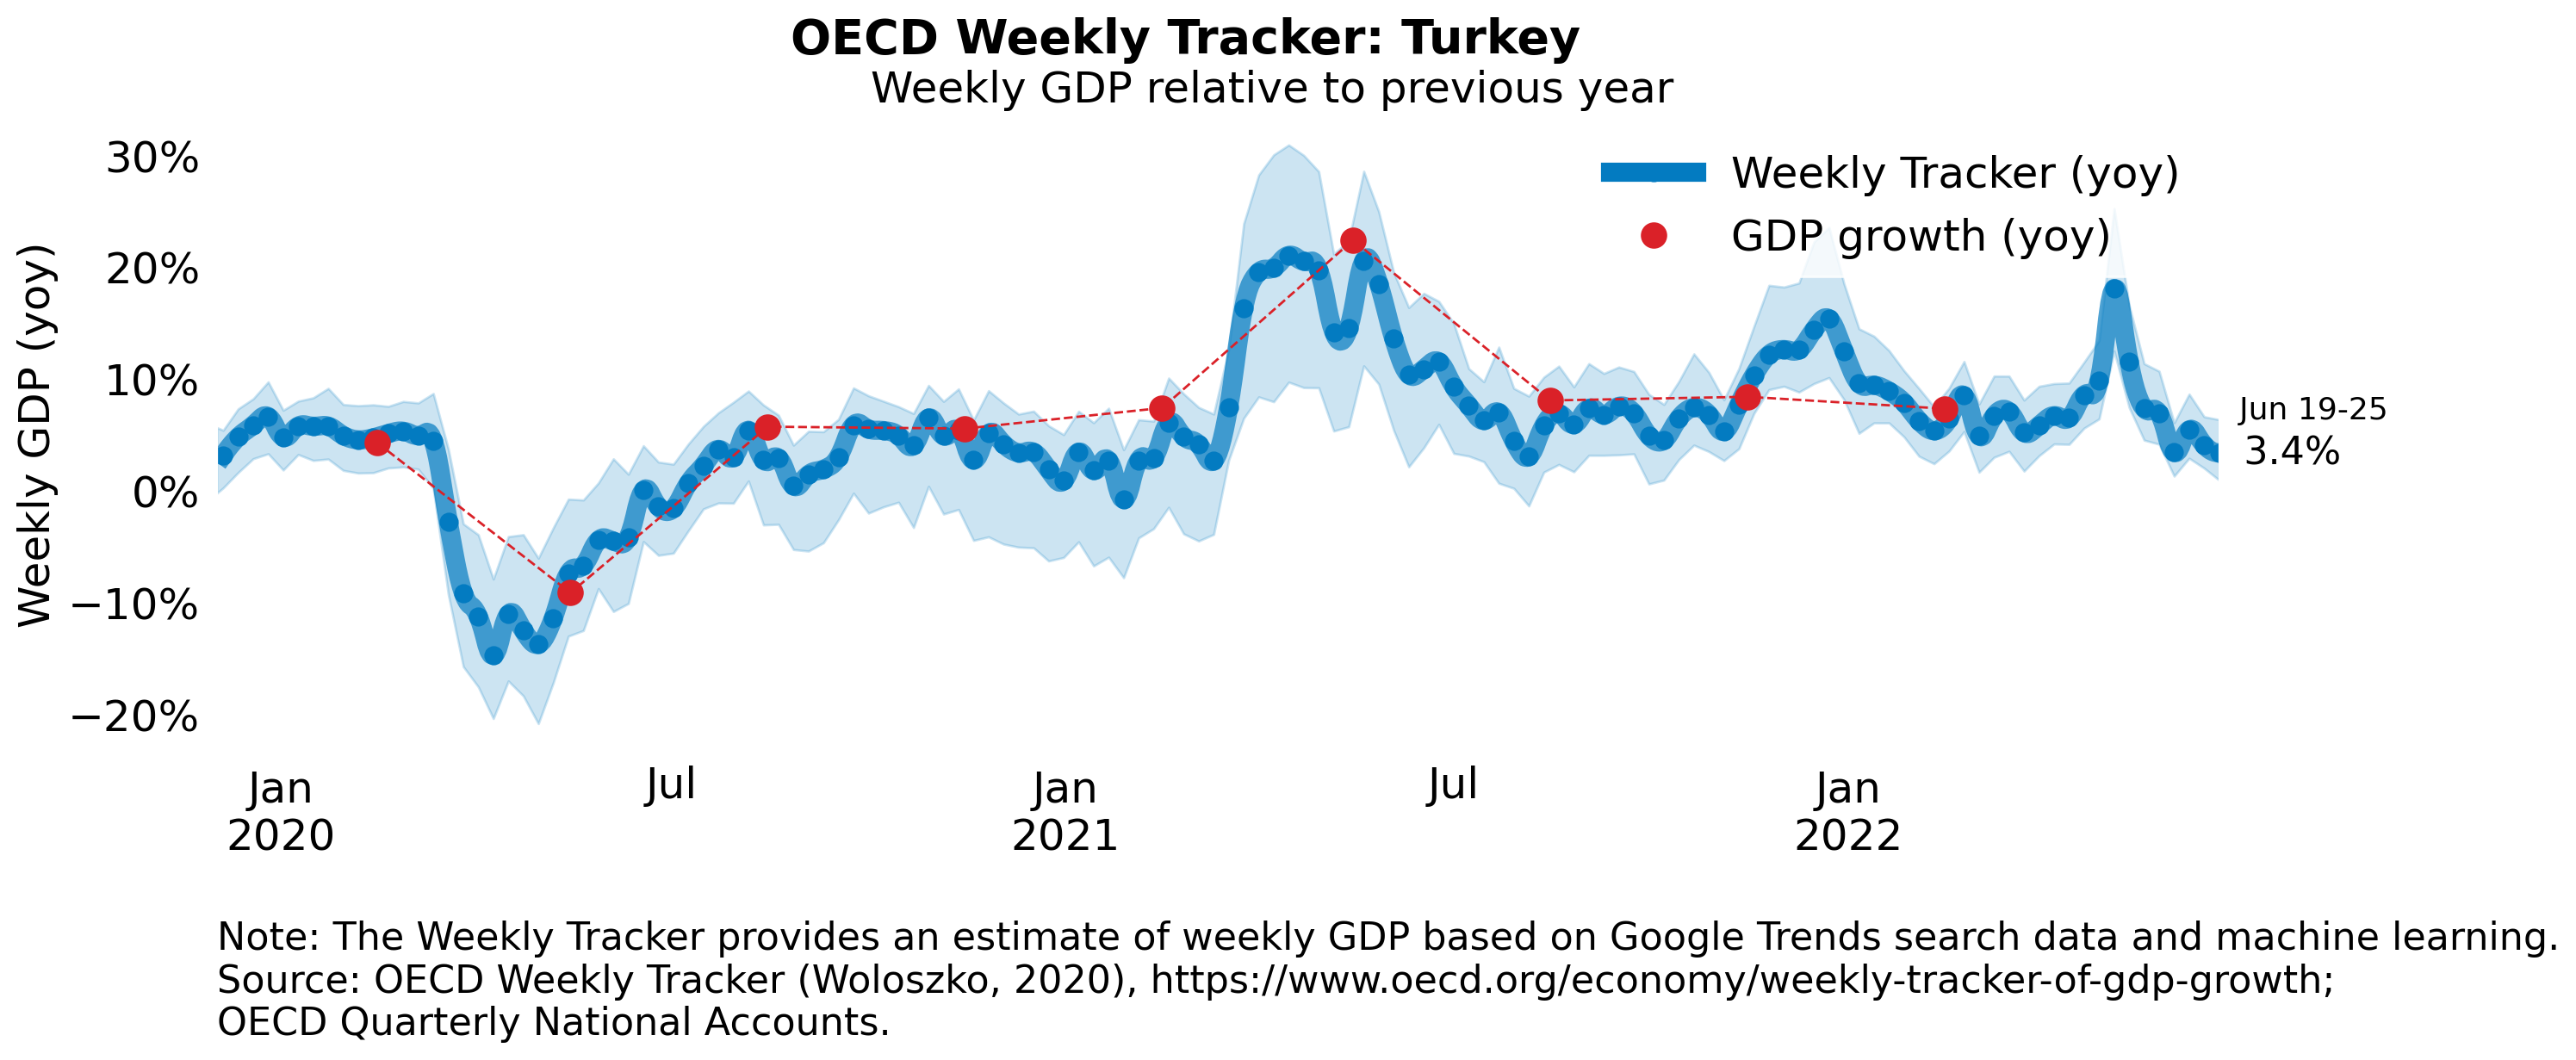 OECD Weekly Tracker: Turkey
Weekly GDP relative to previous year
Weekly GDP (yoy)
30%
20%
10%
0%
−10%
−20%
Weekly Tracker (yoy)
GDP growth (yoy)
Jun 19-25
3.4%
Jan
2020
Jul
Jan
2021
Jul
Jan
2022
Note: The Weekly Tracker provides an estimate of weekly GDP based on Google Trends search data and machine learning.
Source: OECD Weekly Tracker (Woloszko, 2020), https://www.oecd.org/economy/weekly-tracker-of-gdp-growth;
OECD Quarterly National Accounts.